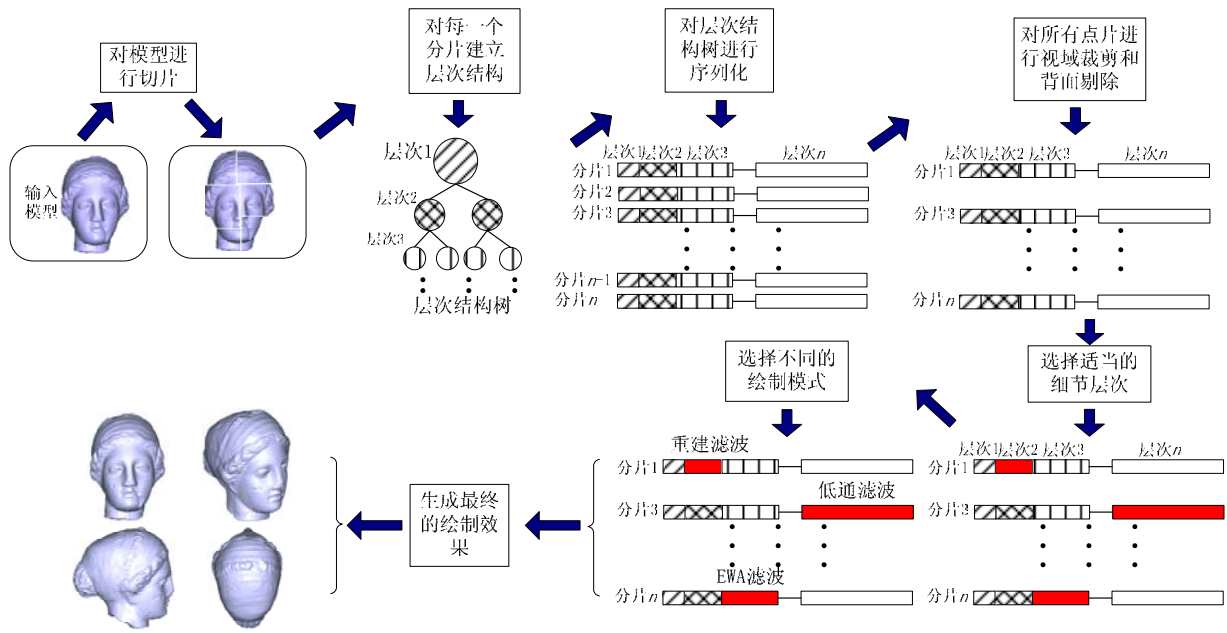 对模型进
行切片
输入
模型
对每一个
分片建立
层次结构
层次1
层次2
层次3
层次结构树
对层次结
构树进行
序列化
层次1层次2 层次3 层次n
分片1
分片2
分片3
分片n-1
分片n
对所有点片进
行视域裁剪和
背面剔除
层次1层次2 层次3 层次n
分片1
分片3
分片n
选择适当的
细节层次
层次1层次2 层次3 层次n
分片1
分片3
分片n
选择不同的
绘制模式
重建滤波
分片1
低通滤波
分片3
EWA滤波
分片n
生成最终
的绘制效
果